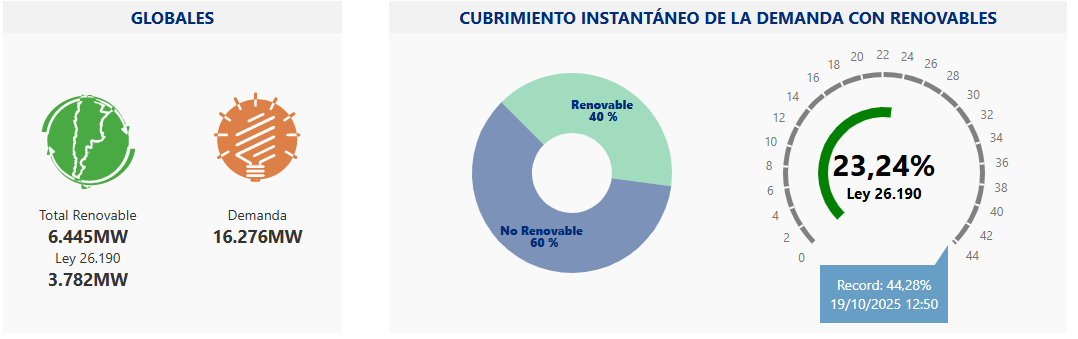 GLOBALES
Total Renovable
6.445MW
Ley 26.190
3.782MW
Demanda
16.276MW
CUBRIMIENTO INSTANTÁNEO DE LA DEMANDA CON RENOVABLES
Renovable
40 %
No Renovable
60 %
0
2
4
6
8
10
12
14
16
18
20
22
24
26
28
30
32
34
36
38
40
42
44
23,24%
Ley 26.190
Record: 44,28%
19/10/2025 12:50